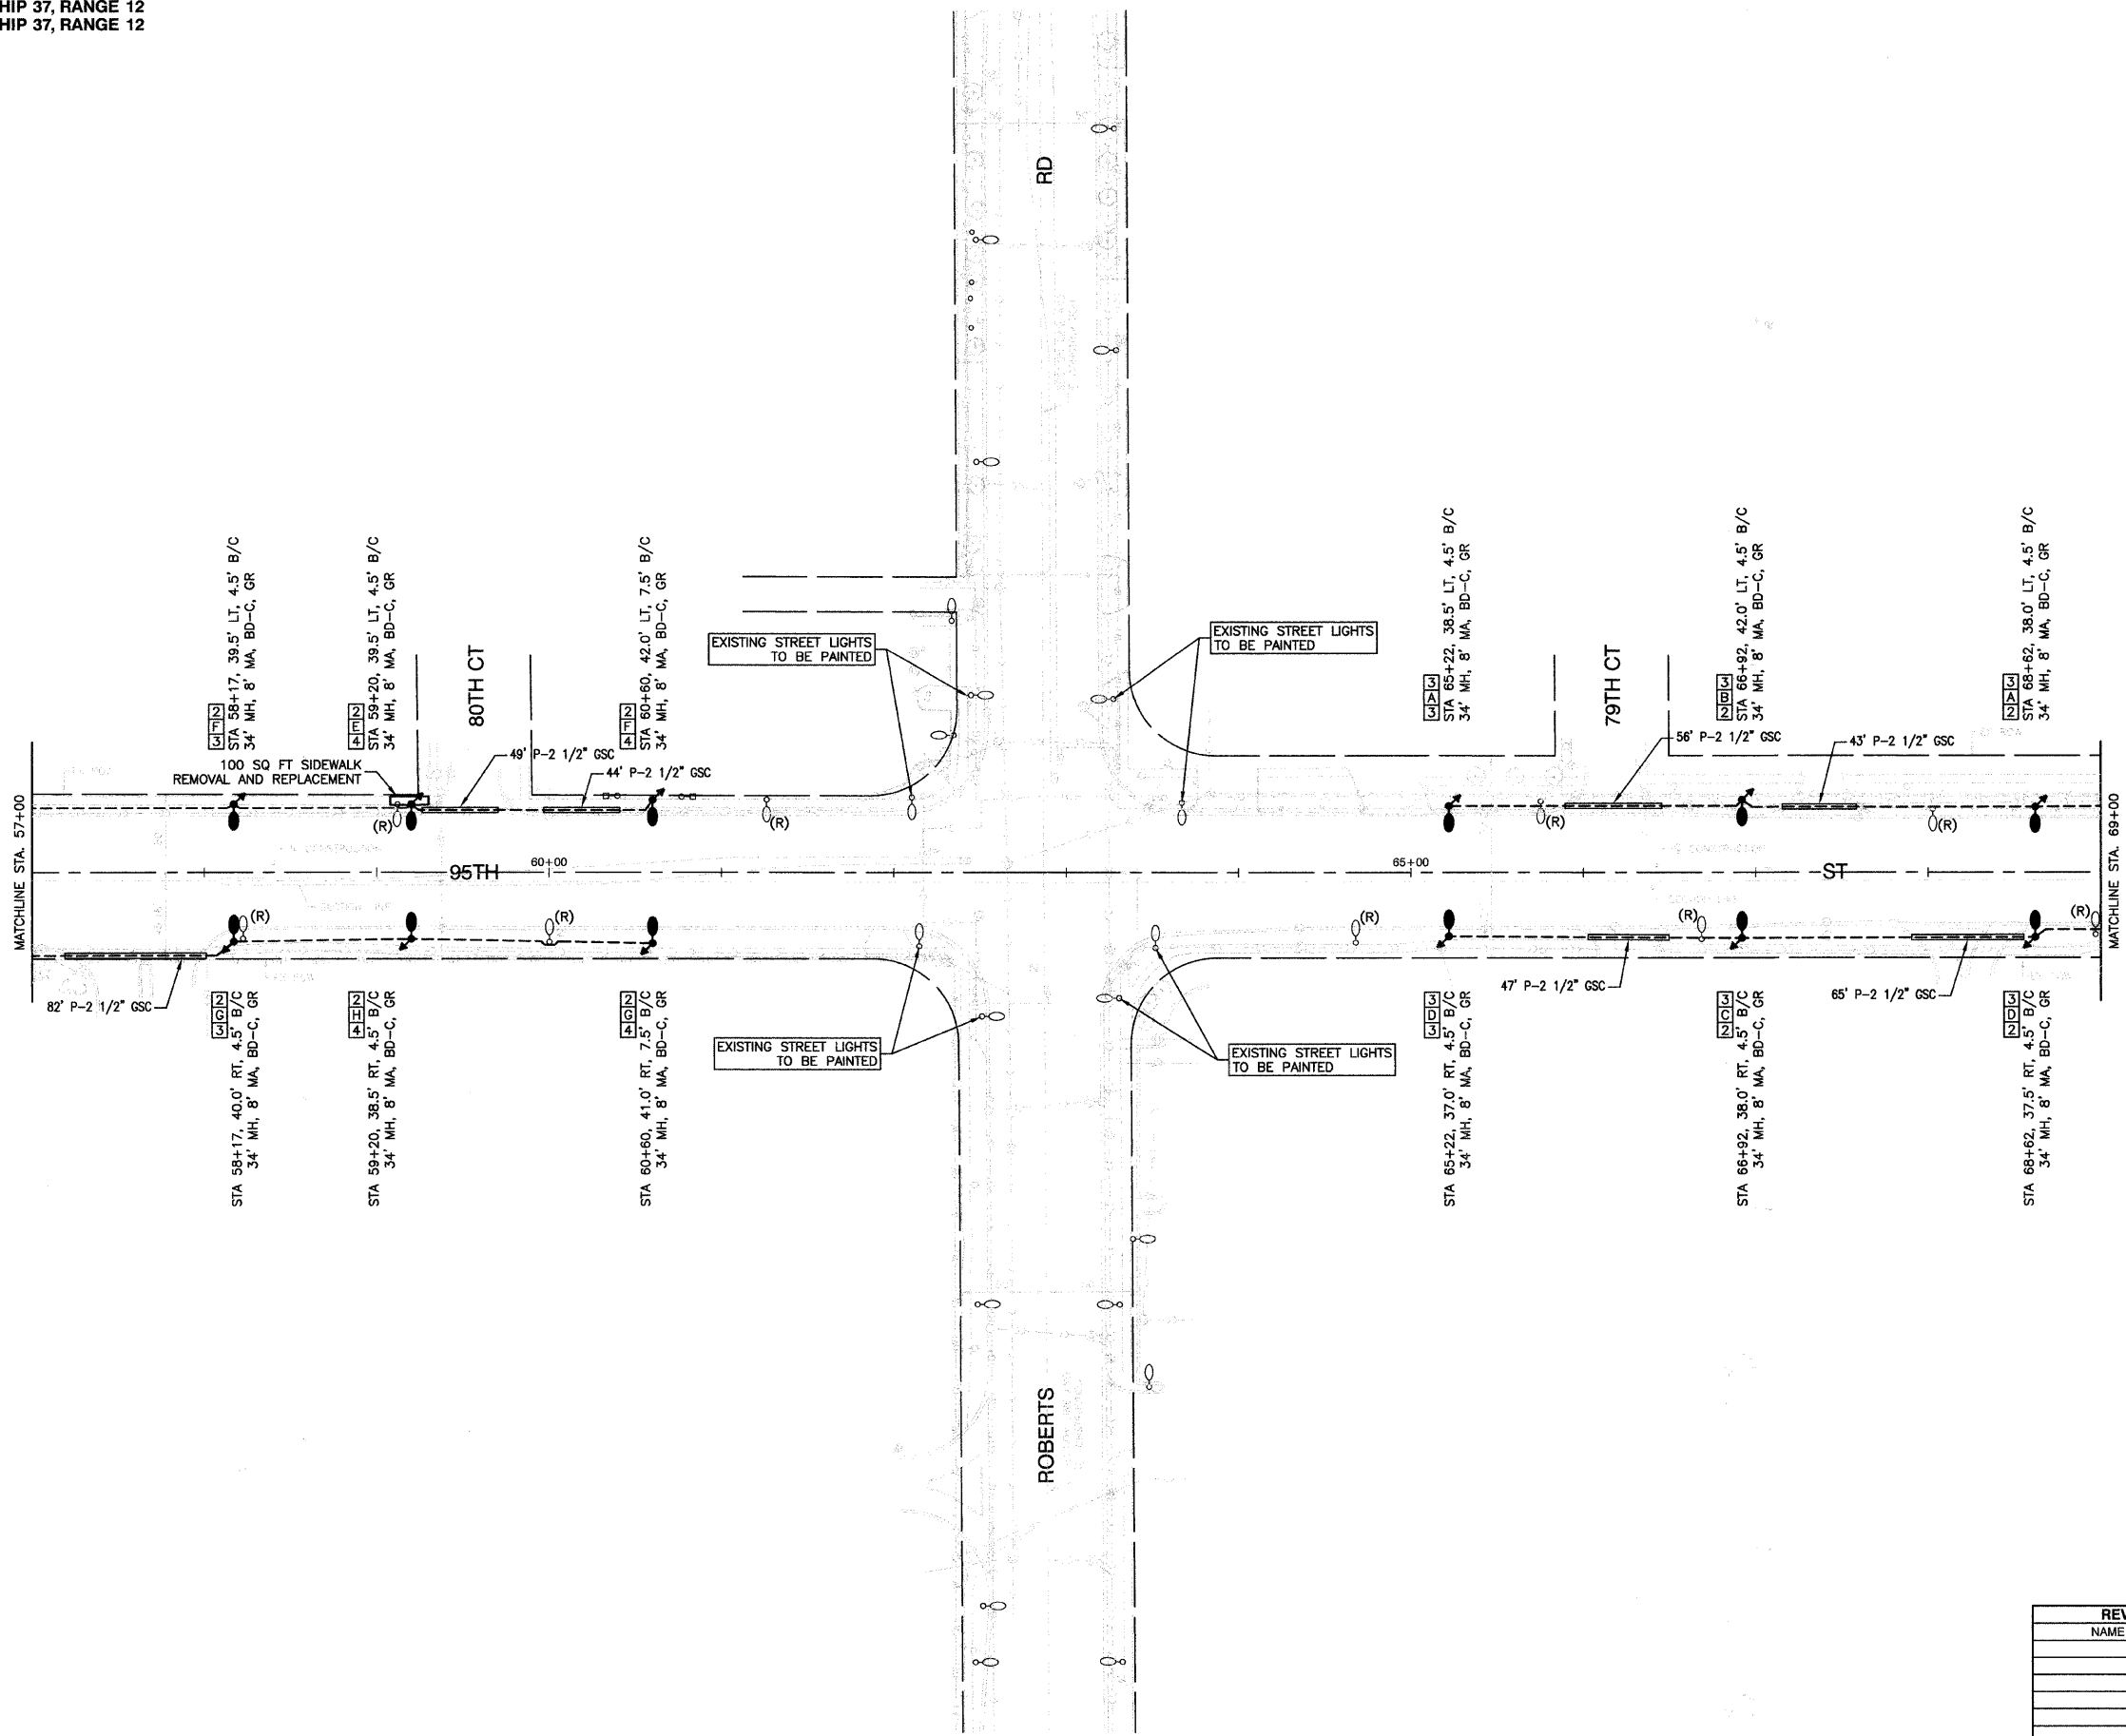 HIP 37, RANGE 12
HIP 37, RANGE 12
RD
2
F
3
STA 58+17, 39.5' LT, 4.5' B/C
34' MH, 8' MA, BD-C, GR
2
E
4
STA 59+20, 39.5' LT, 4.5' B/C
34' MH, 8' MA, BD-C, GR
80TH CT
2
F
4
STA 60+60, 42.0' LT, 7.5' B/C
34' MH, 8' MA, BD-C, GR
EXISTING STREET LIGHTS
TO BE PAINTED
EXISTING STREET LIGHTS
TO BE PAINTED
3
A
3
STA 65+22, 38.5' LT, 4.5' B/C
34' MH, 8' MA, BD-C, GR
79TH CT
3
B
2
STA 66+92, 42.0' LT, 4.5' B/C
34' MH, 8' MA, BD-C, GR
3
A
2
STA 68+62, 38.0' LT, 4.5' B/C
34' MH, 8' MA, BD-C, GR
100 SQ FT SIDEWALK
REMOVAL AND REPLACEMENT
49' P-2 1/2" GSC
44' P-2 1/2" GSC
56' P-2 1/2" GSC
43' P-2 1/2" GSC
(R)
(R)
(R)
(R)
MATCHLINE STA. 57+00
95TH
60+00
65+00
ST
MATCHLINE STA. 69+00
(R)
(R)
(R)
(R)
(R)
82' P-2 1/2" GSC
47' P-2 1/2" GSC
65' P-2 1/2" GSC
2
G
3
STA 58+17, 40.0' RT, 4.5' B/C
34' MH, 8' MA, BD-C, GR
2
H
4
STA 59+20, 38.5' RT, 4.5' B/C
34' MH, 8' MA, BD-C, GR
2
G
4
STA 60+60, 41.0' RT, 7.5' B/C
34' MH, 8' MA, BD-C, GR
EXISTING STREET LIGHTS
TO BE PAINTED
EXISTING STREET LIGHTS
TO BE PAINTED
3
D
3
STA 65+22, 37.0' RT, 4.5' B/C
34' MH, 8' MA, BD-C, GR
3
C
2
STA 66+92, 38.0' RT, 4.5' B/C
34' MH, 8' MA, BD-C, GR
3
D
2
STA 68+62, 37.5' RT, 4.5' B/C
34' MH, 8' MA, BD-C, GR
ROBERTS
REV
NAME